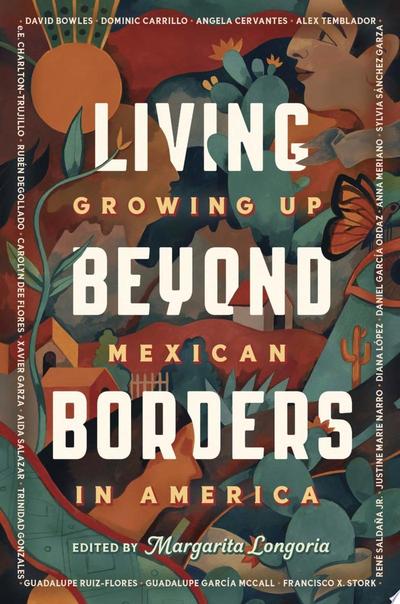 · DAVID BOWLES · DOMINIC CARRILLO · ANGELA CERVANTES · ALEX TEMBLADOR ·
e.E. CHARLTON-TRUJILLO · RUBÉN DEGOLLADO · CAROLYN DEE FLORES · XAVIER GARZA · AIDA SALAZAR · TRINIDAD GONZALES
LIVING
GROWING UP
BEYOND
MEXICAN
BORDERS
IN AMERICA
EDITED BY Margarita Longoria
RENÉ SALDAÑA JR. · JUSTINE MARIE NARRO · DIANA LÓPEZ · DANIEL GARCÍA ORDAZ · ANNA MERIANO · SYLVIA SÁNCHEZ GARZA
· GUADALUPE RUIZ-FLORES · GUADALUPE GARCÍA MCCALL · FRANCISCO X. STORK ·